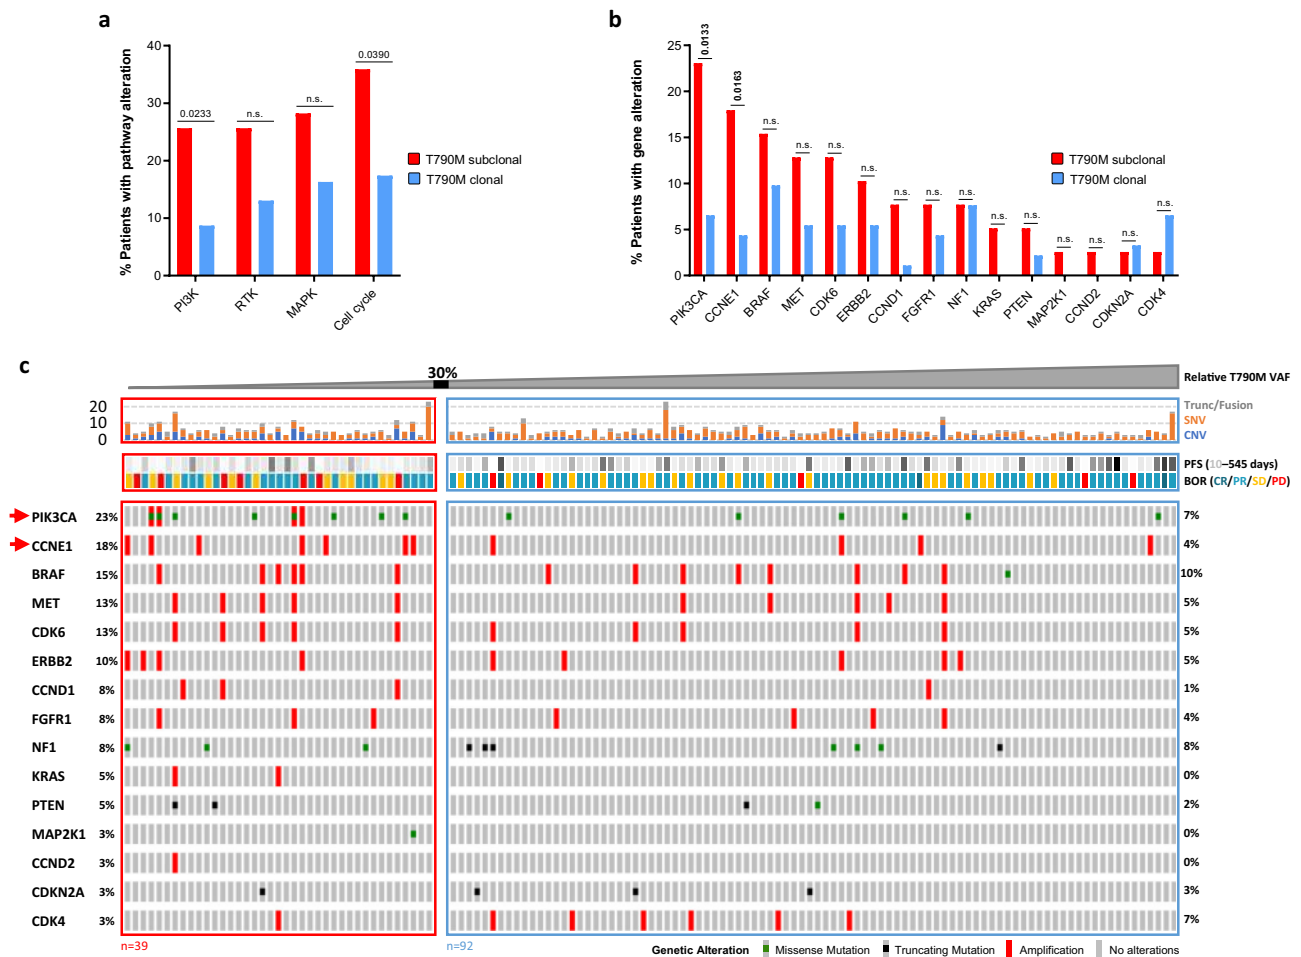 a
% Patients with pathway alteration
40
30
20
10
0
0.0233
n.s.
n.s.
0.0390
PI3K
RTK
MAPK
Cell cycle
T790M subclonal
T790M clonal
b
% Patients with gene alteration
25
20
15
10
5
0
0.0133
0.0163
n.s.
n.s.
n.s.
n.s.
n.s.
n.s.
n.s.
n.s.
n.s.
n.s.
n.s.
n.s.
n.s.
PIK3CA
CCNE1
BRAF
MET
CDK6
ERBB2
CCND1
FGFR1
NF1
KRAS
PTEN
MAP2K1
CCND2
CDKN2A
CDK4
T790M subclonal
T790M clonal
c
30%
Relative T790M VAF
20
10
0
Trunc/Fusion
SNV
CNV
PFS (10–545 days)
BOR (CR/PR/SD/PD)
PIK3CA 23% 7%
CCNE1 18% 4%
BRAF 15% 10%
MET 13% 5%
CDK6 13% 5%
ERBB2 10% 5%
CCND1 8% 1%
FGFR1 8% 4%
NF1 8% 8%
KRAS 5% 0%
PTEN 5% 2%
MAP2K1 3% 0%
CCND2 3% 0%
CDKN2A 3% 3%
CDK4 3% 7%
n=39 n=92
Genetic Alteration Missense Mutation Truncating Mutation Amplification No alterations